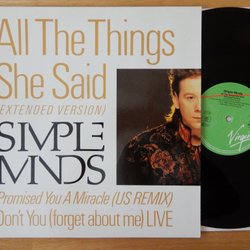 All The Things
She Said
(EXTENDED VERSION)
SIMPLE
MINDS
Promised You A Miracle (US REMIX)
Don't You (forget about me) LIVE
Virgin